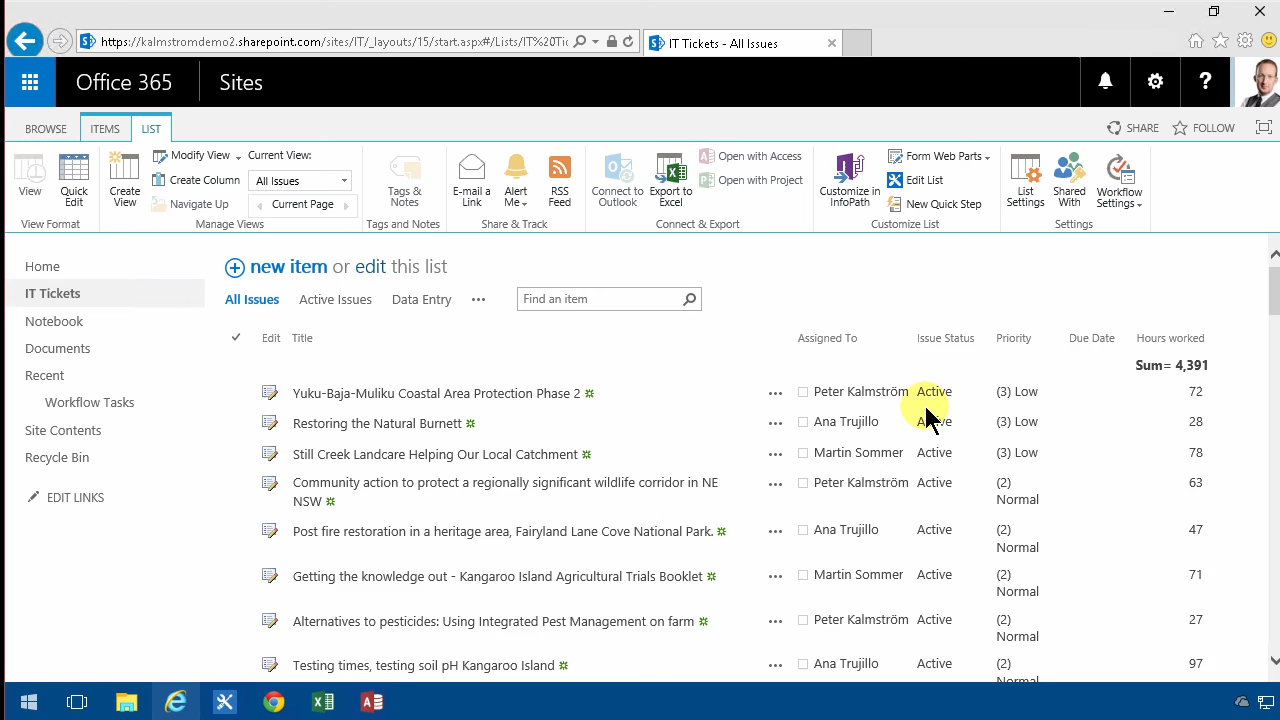 https://kalmstromdemo2.sharepoint.com/sites/IT/_layouts/15/start.aspx#/Lists/IT%20Ti
IT Tickets - All Issues
Office 365
Sites
BROWSE
ITEMS
LIST
SHARE
FOLLOW
View
Quick Edit
View Format
Create View
Modify View
Create Column
Navigate Up
Current View:
All Issues
Current Page
Manage Views
Tags & Notes
Tags and Notes
E-mail a Link
Alert Me
RSS Feed
Share & Track
Connect to Outlook
Export to Excel
Open with Access
Open with Project
Connect & Export
Customize in InfoPath
Form Web Parts
Edit List
New Quick Step
Customize List
List Settings
Shared With
Workflow Settings
Settings
Home
IT Tickets
Notebook
Documents
Recent
Workflow Tasks
Site Contents
Recycle Bin
EDIT LINKS
new item or edit this list
All Issues Active Issues Data Entry ••• Find an item
Edit Title Assigned To Issue Status Priority Due Date Hours worked
Sum= 4,391
Yuku-Baja-Muliku Coastal Area Protection Phase 2 ••• Peter Kalmström Active (3) Low 72
Restoring the Natural Burnett ••• Ana Trujillo Active (3) Low 28
Still Creek Landcare Helping Our Local Catchment ••• Martin Sommer Active (3) Low 78
Community action to protect a regionally significant wildlife corridor in NE ••• Peter Kalmström Active (2) 63
NSW Normal
Post fire restoration in a heritage area, Fairyland Lane Cove National Park. ••• Ana Trujillo Active (2) 47
Normal
Getting the knowledge out - Kangaroo Island Agricultural Trials Booklet ••• Martin Sommer Active (2) 71
Normal
Alternatives to pesticides: Using Integrated Pest Management on farm ••• Peter Kalmström Active (2) 27
Normal
Testing times, testing soil pH Kangaroo Island ••• Ana Trujillo Active (2) 97
Normal